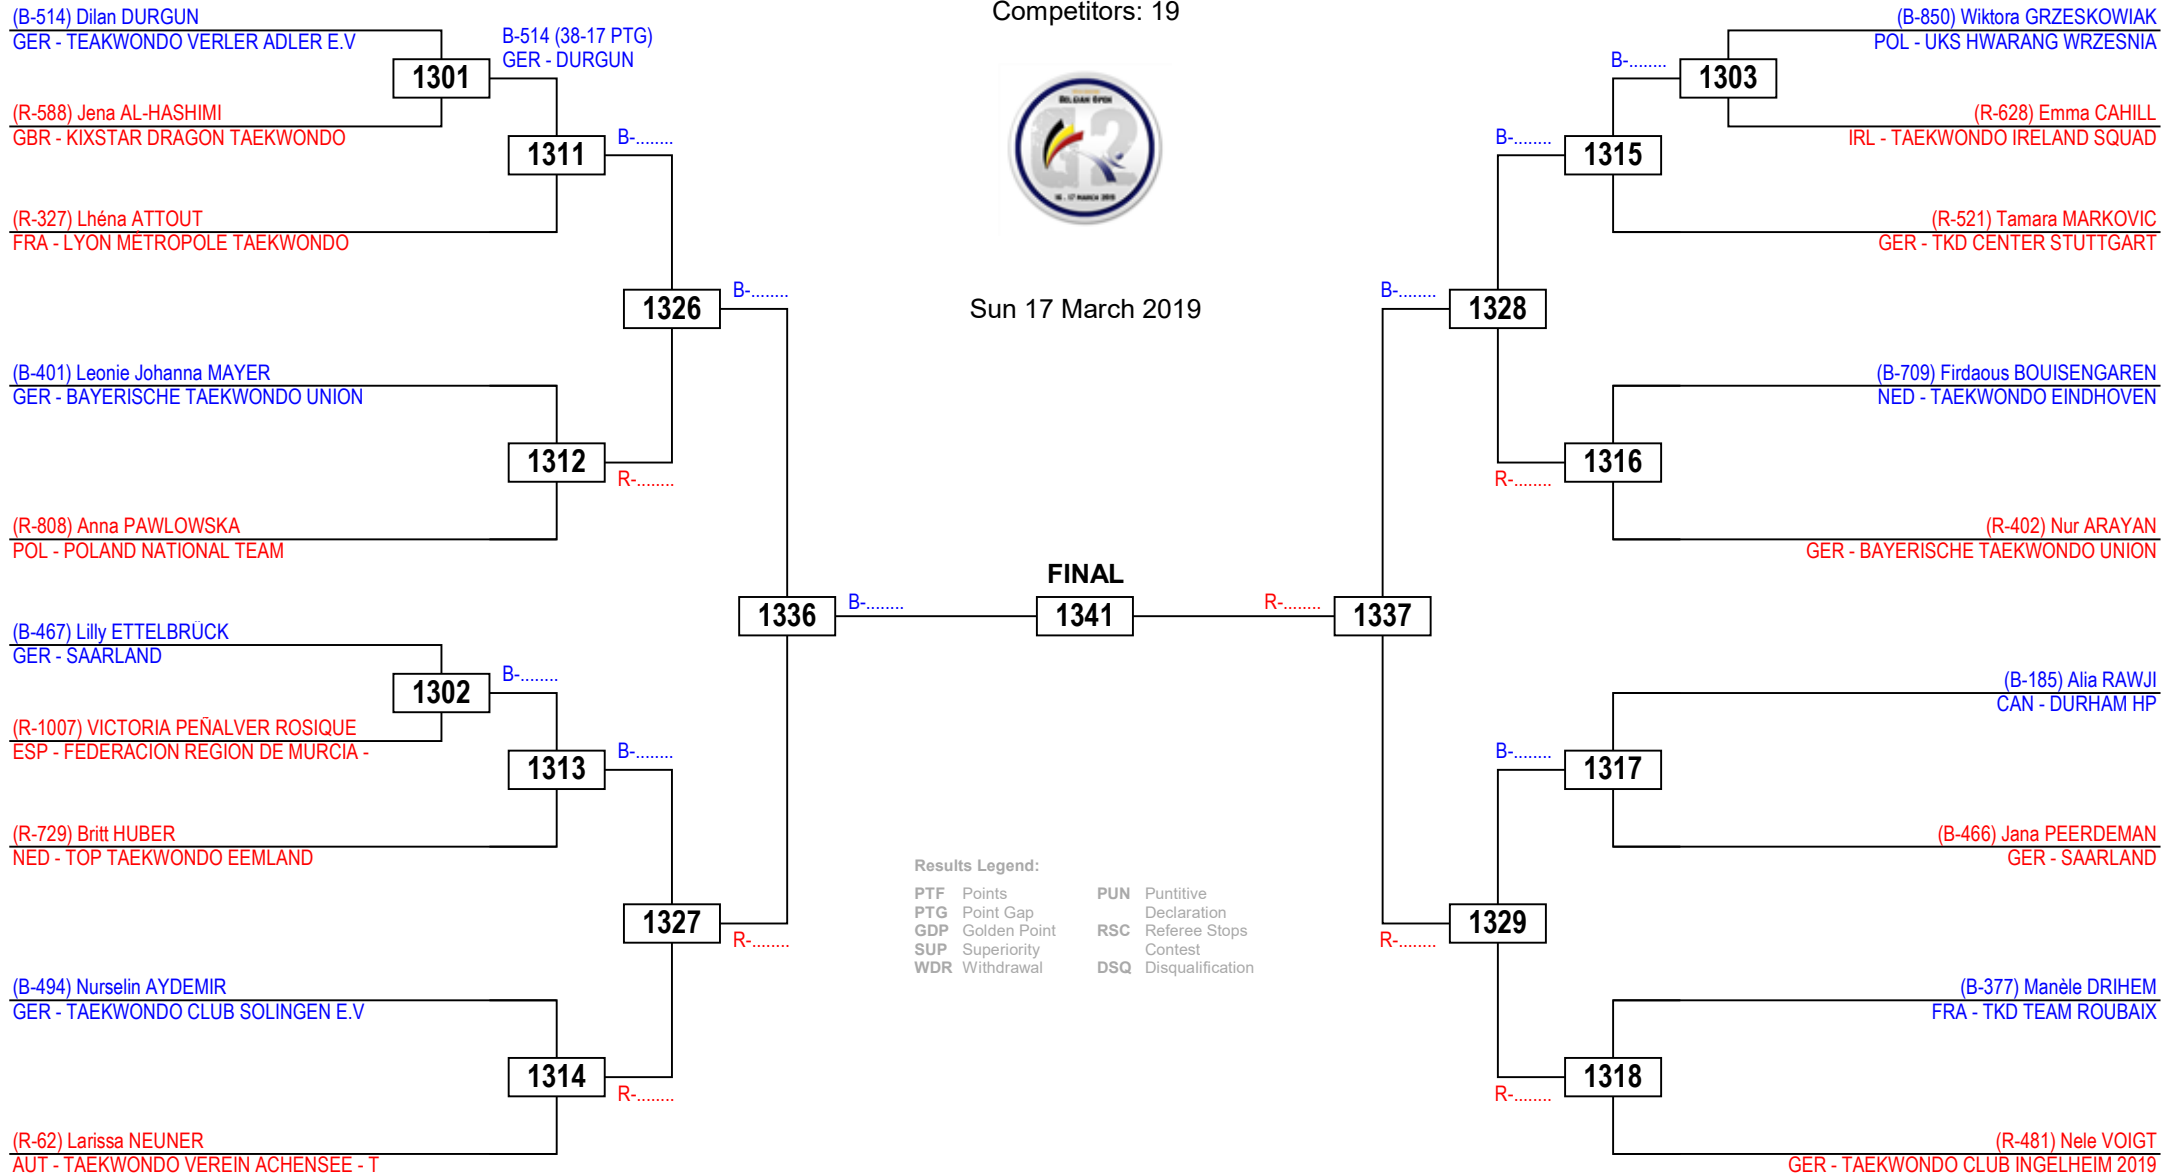 Competitors: 19
BELGIAN OPEN
G2
16 - 17 MARCH 2019
Sun 17 March 2019
(B-514) Dilan DURGUN
GER - TEAKWONDO VERLER ADLER E.V
1301
B-514 (38-17 PTG)
GER - DURGUN
(R-588) Jena AL-HASHIMI
GBR - KIXSTAR DRAGON TAEKWONDO
1311
B-........
(R-327) Lhéna ATTOUT
FRA - LYON MÉTROPOLE TAEKWONDO
1326
B-........
(B-401) Leonie Johanna MAYER
GER - BAYERISCHE TAEKWONDO UNION
1312
R-........
(R-808) Anna PAWLOWSKA
POL - POLAND NATIONAL TEAM
1336
B-........
(B-467) Lilly ETTELBRÜCK
GER - SAARLAND
1302
B-........
(R-1007) VICTORIA PEÑALVER ROSIQUE
ESP - FEDERACION REGION DE MURCIA -
1313
B-........
(R-729) Britt HUBER
NED - TOP TAEKWONDO EEMLAND
1327
R-........
(B-494) Nurselin AYDEMIR
GER - TAEKWONDO CLUB SOLINGEN E.V
1314
R-........
(R-62) Larissa NEUNER
AUT - TAEKWONDO VEREIN ACHENSEE - T
FINAL
1341
Results Legend:
PTF Points
PTG Point Gap
GDP Golden Point
SUP Superiority
WDR Withdrawal
PUN Puntitive
Declaration
RSC Referee Stops
Contest
DSQ Disqualification
(B-850) Wiktora GRZESKOWIAK
POL - UKS HWARANG WRZESNIA
B-........
1303
(R-628) Emma CAHILL
IRL - TAEKWONDO IRELAND SQUAD
B-........
1315
(R-521) Tamara MARKOVIC
GER - TKD CENTER STUTTGART
B-........
1328
(B-709) Firdaous BOUISENGAREN
NED - TAEKWONDO EINDHOVEN
1316
R-........
(R-402) Nur ARAYAN
GER - BAYERISCHE TAEKWONDO UNION
R-........
1337
(B-185) Alia RAWJI
CAN - DURHAM HP
B-........
1317
(B-466) Jana PEERDEMAN
GER - SAARLAND
1329
R-........
(B-377) Manèle DRIHEM
FRA - TKD TEAM ROUBAIX
1318
R-........
(R-481) Nele VOIGT
GER - TAEKWONDO CLUB INGELHEIM 2019